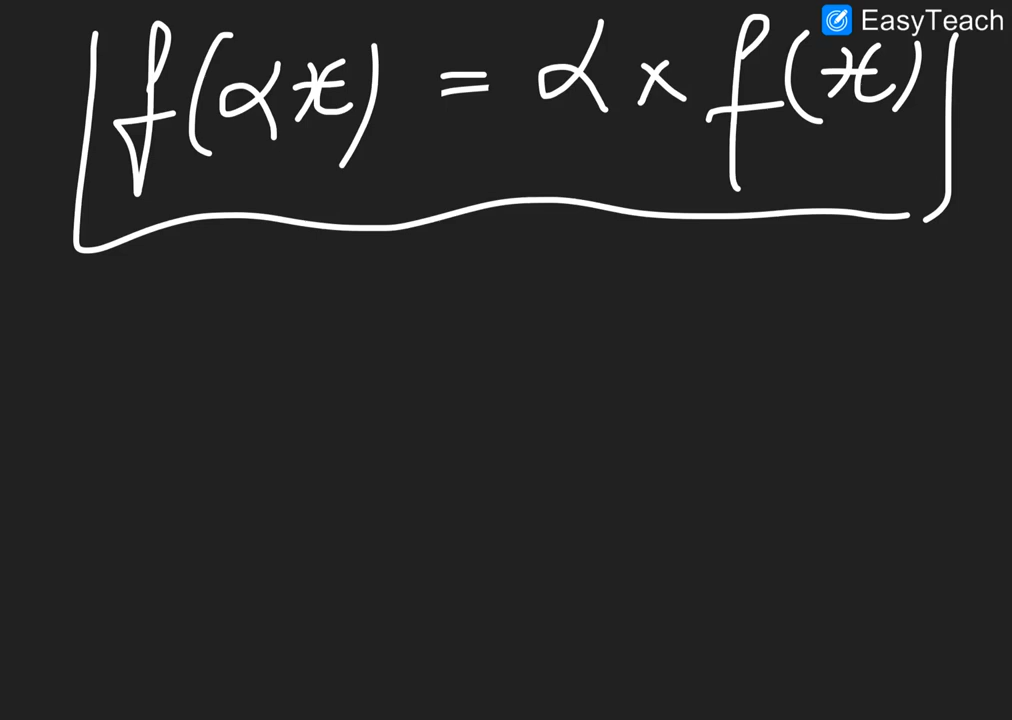 EasyTeach
f(αx) = α × f(x)